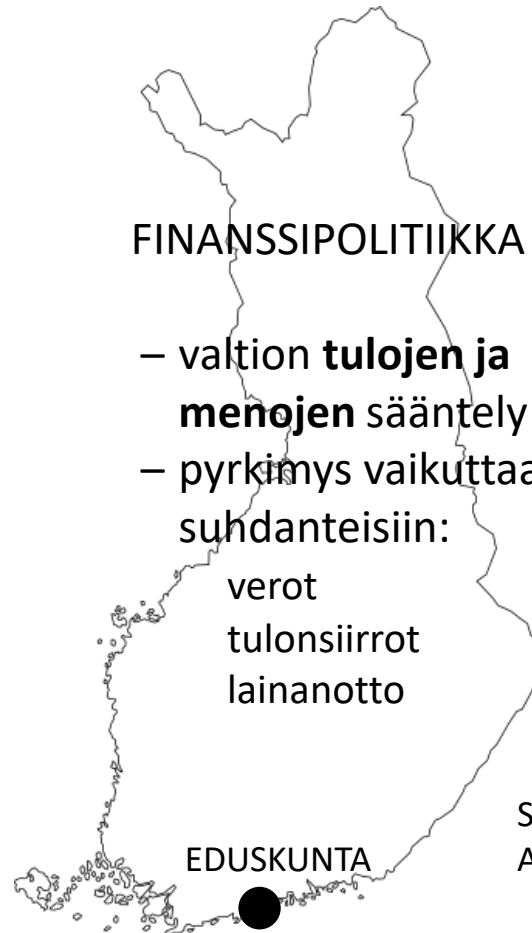 FINANSSIPOLITIIKKA
– valtion tulojen ja
menojen sääntely
– pyrkimys vaikuttaa
suhdanteisiin:
verot
tulonsiirrot
lainanotto
EDUSKUNTA